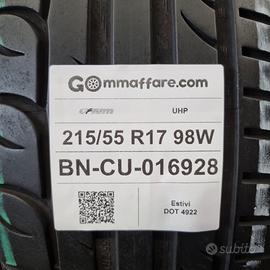 GOmmaffare.com
UHP
215/55 R17 98W
BN-CU-016928
Estivi
DOT 4922
subito